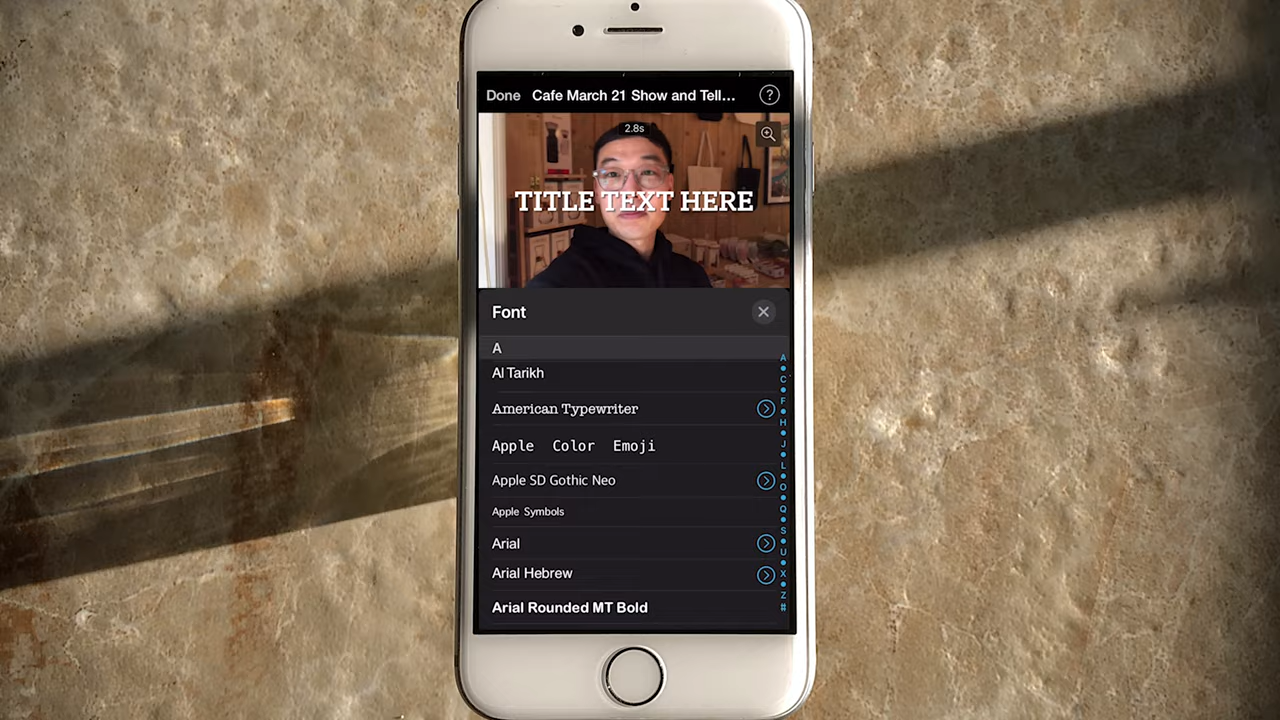 Done Cafe March 21 Show and Tell... ?
2.8s
TITLE TEXT HERE
Font
A
Al Tarikh
American Typewriter
Apple Color Emoji
Apple SD Gothic Neo
Apple Symbols
Arial
Arial Hebrew
Arial Rounded MT Bold
A
C
F
H
J
L
O
Q
S
U
X
Z
#